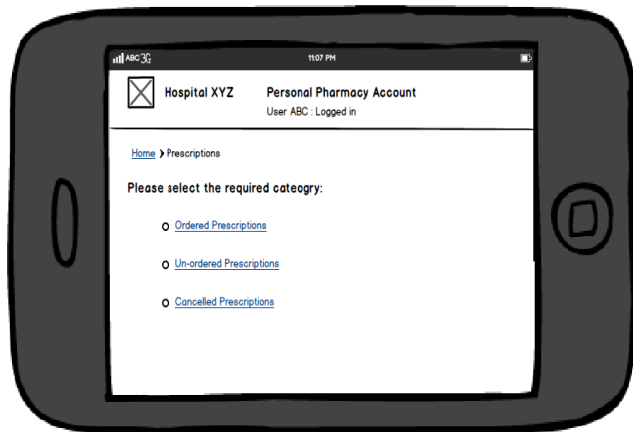 ABC 3G 11:07 PM
Hospital XYZ Personal Pharmacy Account
User ABC : Logged in
Home > Prescriptions
Please select the required cateogry:
Ordered Prescriptions
Un-ordered Prescriptions
Cancelled Prescriptions